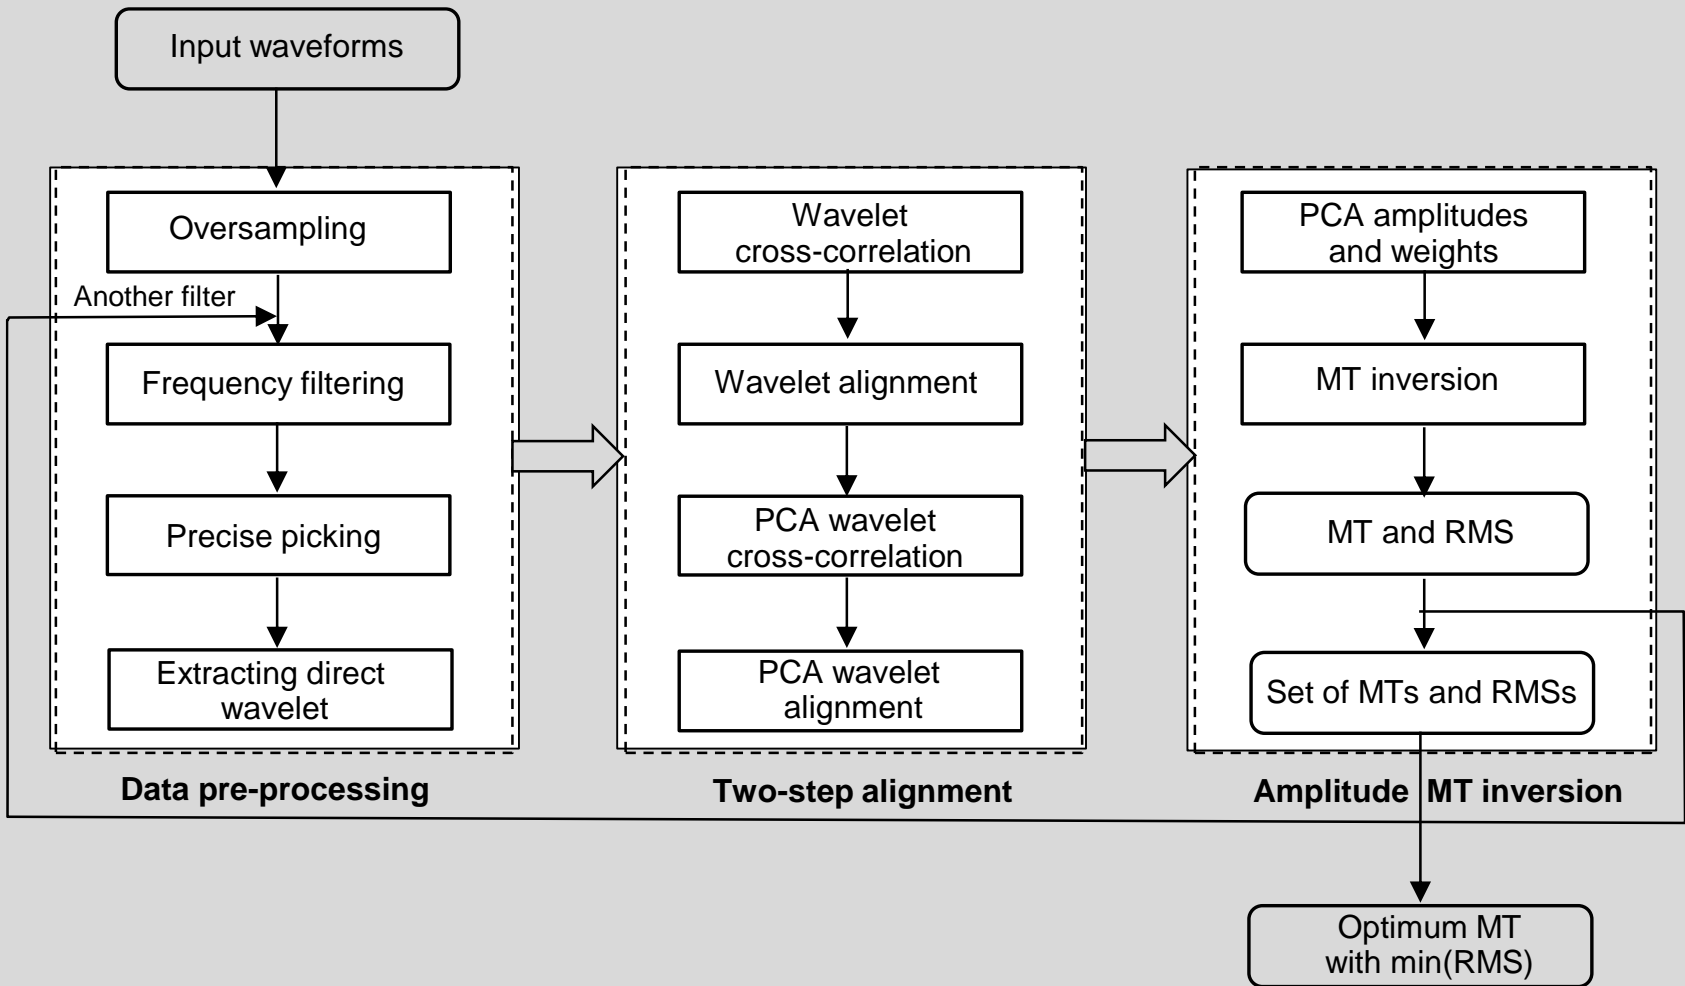 Input waveforms
Oversampling
Another filter
Frequency filtering
Precise picking
Extracting direct
wavelet
Data pre-processing
Wavelet
cross-correlation
Wavelet alignment
PCA wavelet
cross-correlation
PCA wavelet
alignment
Two-step alignment
PCA amplitudes
and weights
MT inversion
MT and RMS
Set of MTs and RMSs
Amplitude MT inversion
Optimum MT
with min(RMS)